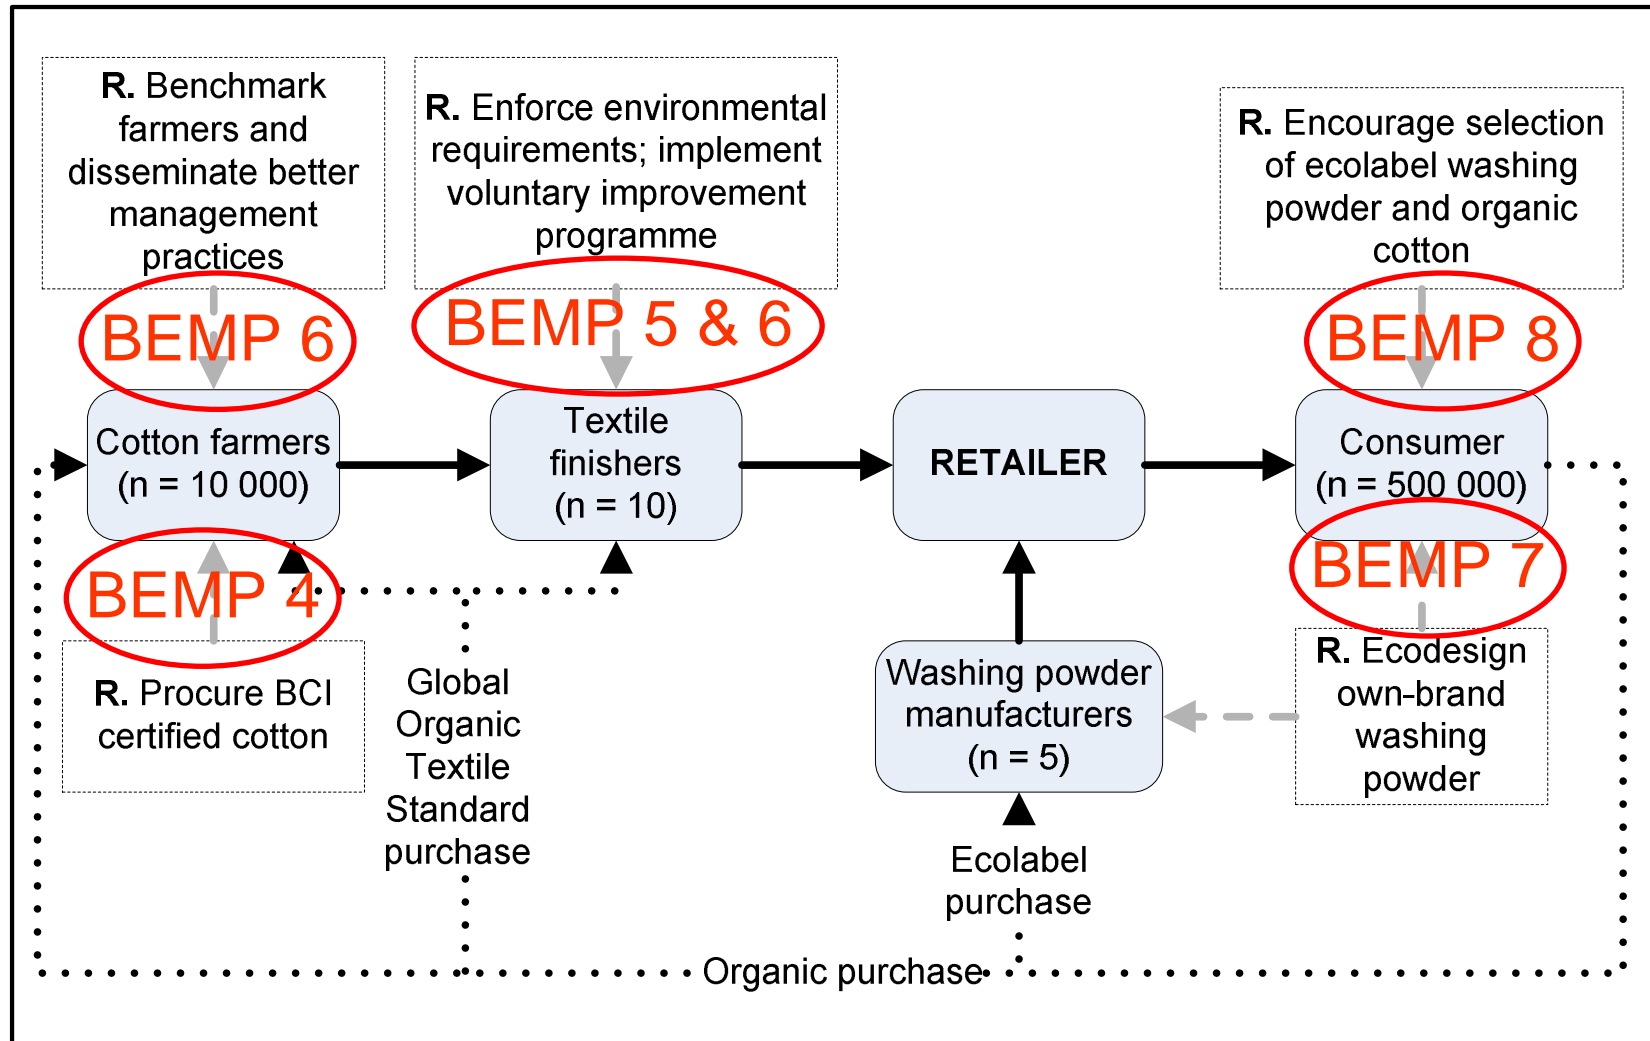 R. Benchmark
farmers and
disseminate better
management
practices
R. Enforce environmental
requirements; implement
voluntary improvement
programme
R. Encourage selection
of ecolabel washing
powder and organic
cotton
BEMP 6
BEMP 5 & 6
BEMP 8
Cotton farmers
(n = 10 000)
Textile
finishers
(n = 10)
RETAILER
Consumer
(n = 500 000)
BEMP 4
BEMP 7
R. Procure BCI
certified cotton
Global
Organic
Textile
Standard
purchase
Washing powder
manufacturers
(n = 5)
R. Ecodesign
own-brand
washing
powder
Ecolabel
purchase
Organic purchase